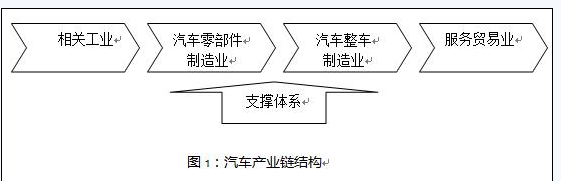 相关工业
汽车零部件
制造业
汽车整车
制造业
服务贸易业
支撑体系
图 1：汽车产业链结构